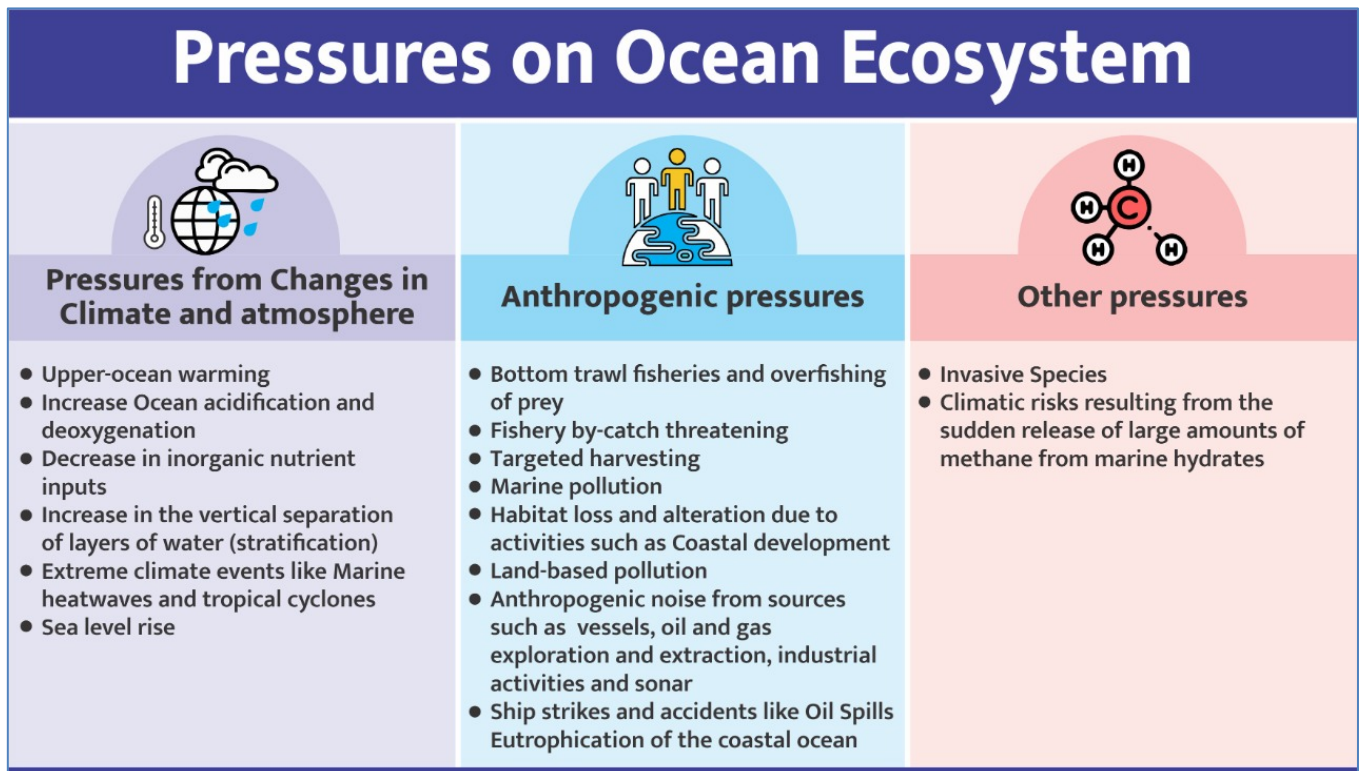 Pressures on Ocean Ecosystem
Pressures from Changes in
Climate and atmosphere
● Upper-ocean warming
● Increase Ocean acidification and
deoxygenation
● Decrease in inorganic nutrient
inputs
● Increase in the vertical separation
of layers of water (stratification)
● Extreme climate events like Marine
heatwaves and tropical cyclones
● Sea level rise
Anthropogenic pressures
● Bottom trawl fisheries and overfishing
of prey
● Fishery by-catch threatening
● Targeted harvesting
● Marine pollution
● Habitat loss and alteration due to
activities such as Coastal development
● Land-based pollution
● Anthropogenic noise from sources
such as vessels, oil and gas
exploration and extraction, industrial
activities and sonar
● Ship strikes and accidents like Oil Spills
Eutrophication of the coastal ocean
H
H
C
H
H
Other pressures
● Invasive Species
● Climatic risks resulting from the
sudden release of large amounts of
methane from marine hydrates